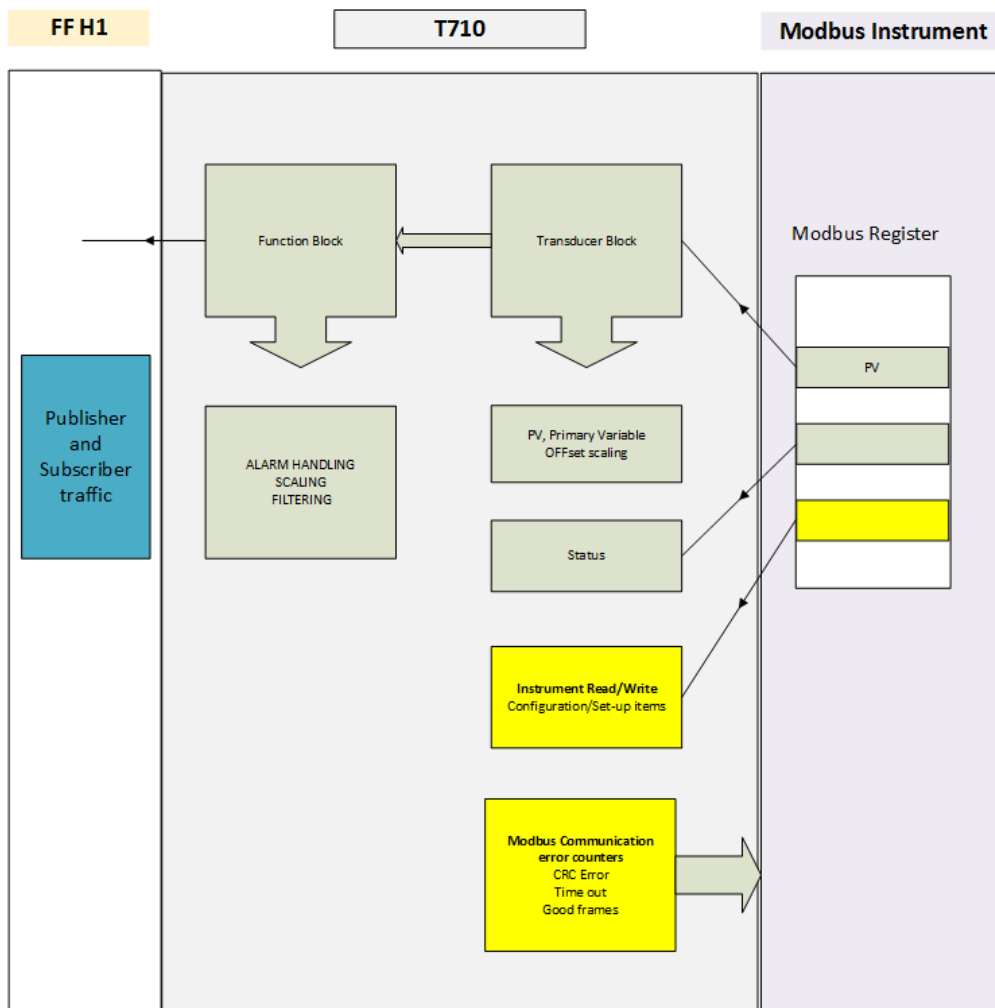 FF H1
T710
Modbus Instrument
Function Block
Transducer Block
Modbus Register
PV
Publisher
and
Subscriber
traffic
ALARM HANDLING
SCALING
FILTERING
PV, Primary Variable
OFFset scaling
Status
Instrument Read/Write
Configuration/Set-up items
Modbus Communication
error counters
CRC Error
Time out
Good frames